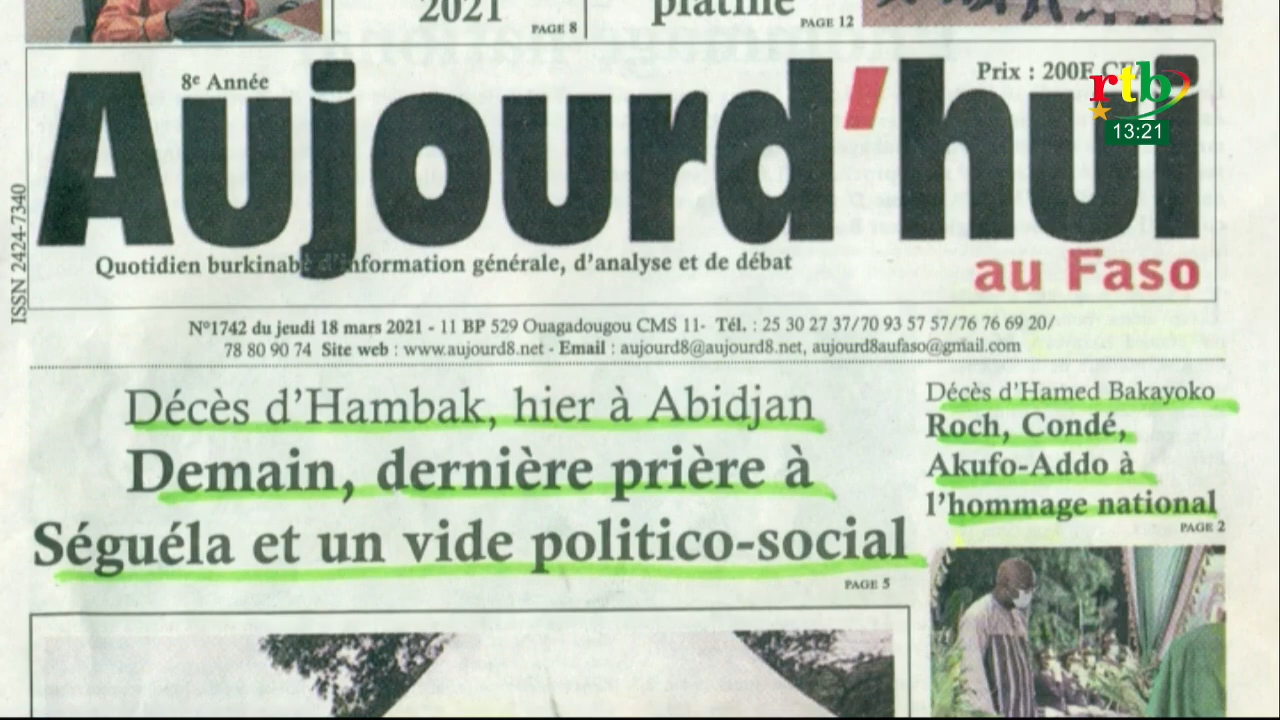 2021
PAGE 8
platine
PAGE 12
8e Année
Prix : 200F CF
rtb
13:21
Aujourd'hui
au Faso
Quotidien burkinabè d'information générale, d'analyse et de débat
ISSN 2424-7340
N°1742 du jeudi 18 mars 2021 - 11 BP 529 Ouagadougou CMS 11- Tél. : 25 30 27 37/70 93 57 57/76 76 69 20/
78 80 90 74 Site web : www.aujourd8.net - Email : aujourd8@aujourd8.net, aujourd8aufaso@gmail.com
Décès d'Hambak, hier à Abidjan
Demain, dernière prière à
Séguéla et un vide politico-social
PAGE 5
Décès d'Hamed Bakayoko
Roch, Condé,
Akufo-Addo à
l'hommage national
PAGE 2